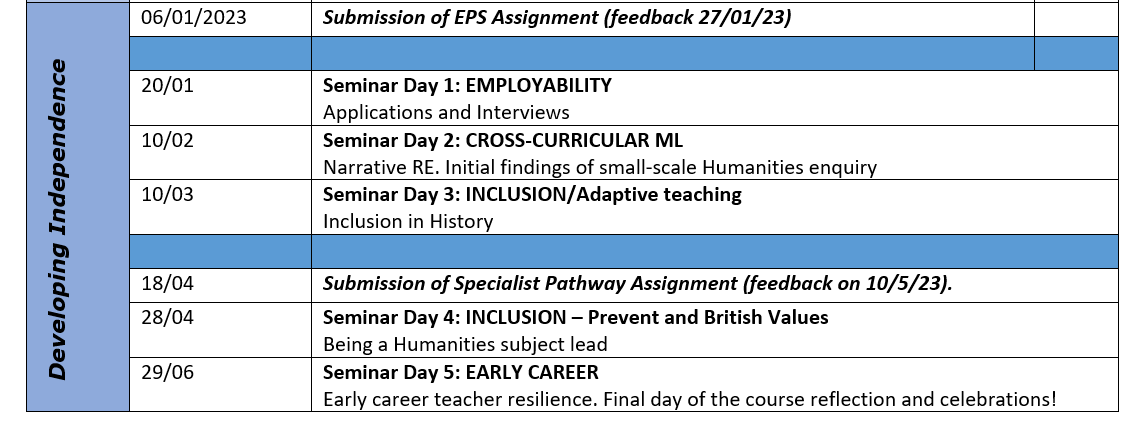 Developing Independence
06/01/2023 Submission of EPS Assignment (feedback 27/01/23)
20/01 Seminar Day 1: EMPLOYABILITY
Applications and Interviews
10/02 Seminar Day 2: CROSS-CURRICULAR ML
Narrative RE. Initial findings of small-scale Humanities enquiry
10/03 Seminar Day 3: INCLUSION/Adaptive teaching
Inclusion in History
18/04 Submission of Specialist Pathway Assignment (feedback on 10/5/23).
28/04 Seminar Day 4: INCLUSION – Prevent and British Values
Being a Humanities subject lead
29/06 Seminar Day 5: EARLY CAREER
Early career teacher resilience. Final day of the course reflection and celebrations!